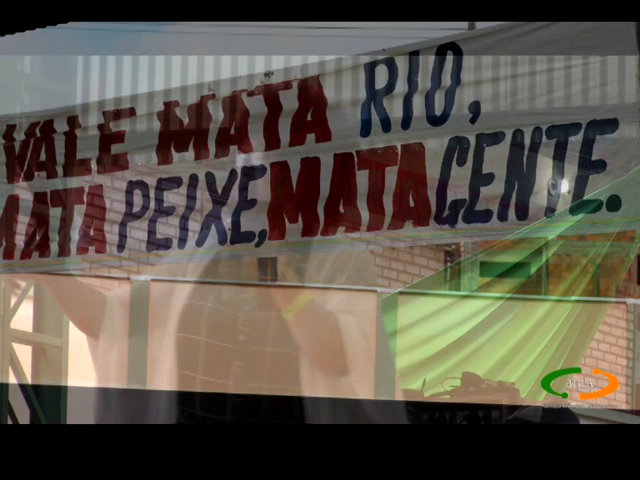 VALE MATA RIO,
MATA PEIXE, MATA GENTE.